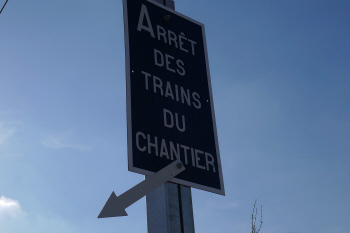 ARRÊT
DES
TRAINS
DU
CHANTIER